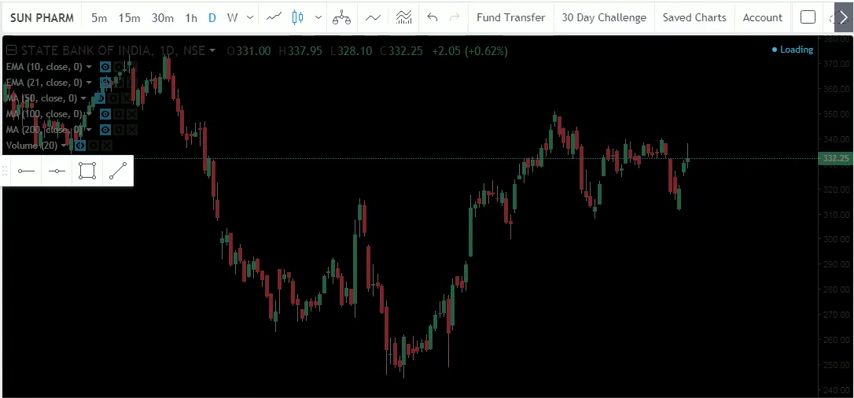 SUN PHARM 5m 15m 30m 1h D W Fund Transfer 30 Day Challenge Saved Charts Account
STATE BANK OF INDIA, 1D, NSE O331.00 H337.95 L328.10 C332.25 +2.05 (+0.62%)
Loading
EMA (10, close, 0)
EMA (21, close, 0)
MA (50, close, 0)
MA (100, close, 0)
MA (200, close, 0)
Volume (20)
380.00
370.00
350.00
340.00
332.25
320.00
310.00
300.00
290.00
280.00
270.00
260.00
250.00
240.00